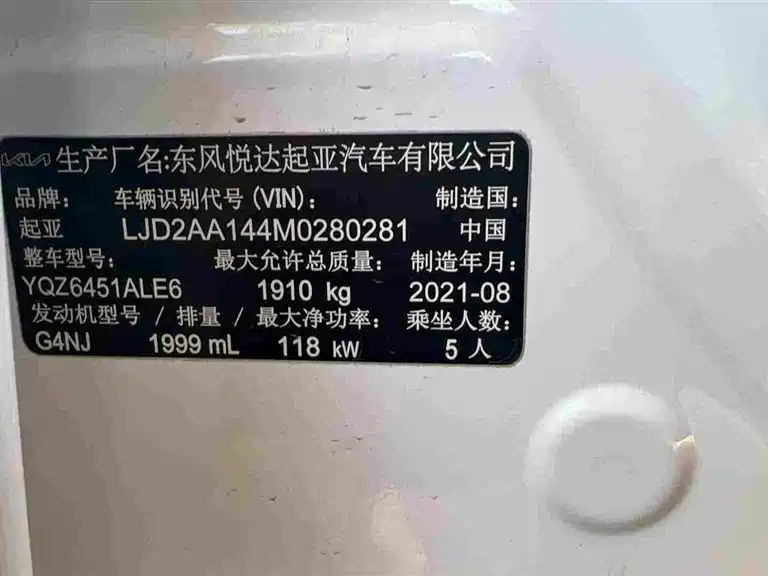 KIA 生产厂名:东风悦达起亚汽车有限公司
品牌: 车辆识别代号(VIN): 制造国:
起亚 LJD2AA144M0280281 中国
整车型号: 最大允许总质量: 制造年月:
YQZ6451ALE6 1910 kg 2021-08
发动机型号 / 排量 / 最大净功率: 乘坐人数:
G4NJ 1999 mL 118 kW 5 人